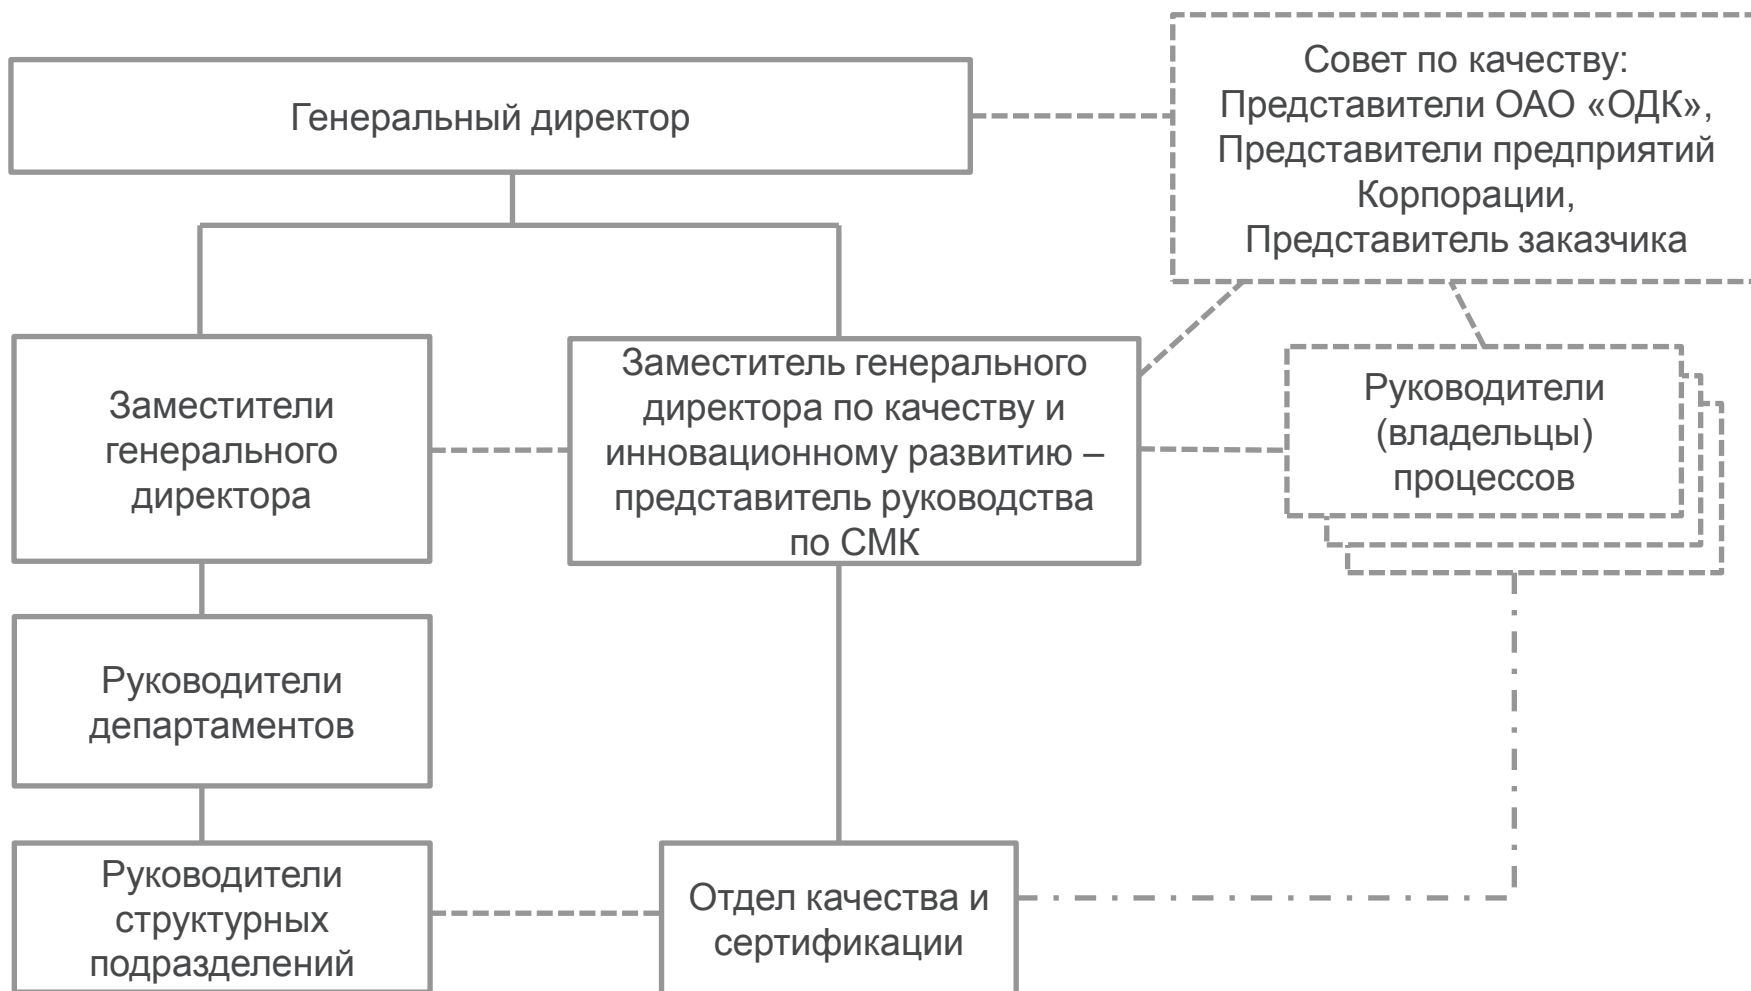 Генеральный директор
Совет по качеству:
Представители ОАО «ОДК»,
Представители предприятий
Корпорации,
Представитель заказчика
Заместители
генерального
директора
Заместитель генерального
директора по качеству и
инновационному развитию –
представитель руководства
по СМК
Руководители
(владельцы)
процессов
Руководители
департаментов
Руководители
структурных
подразделений
Отдел качества и
сертификации